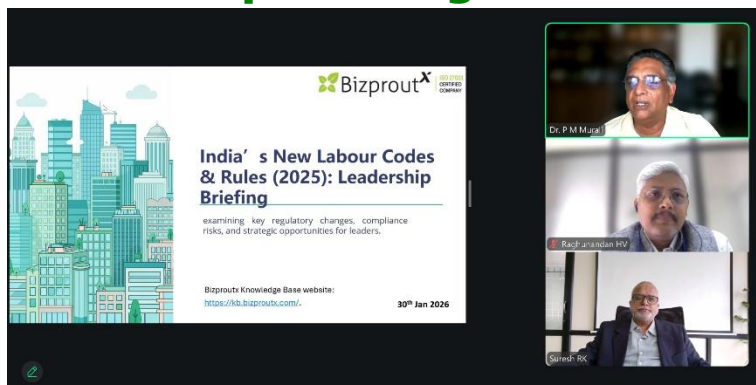 Bizprout X
ISO 27001
CERTIFIED
COMPANY
India' s New Labour Codes
& Rules (2025): Leadership
Briefing
examining key regulatory changes, compliance
risks, and strategic opportunities for leaders.
Bizproutx Knowledge Base website:
https://kb.bizproutx.com/.
30th Jan 2026
Dr. P M Murali
Raghunandan HV
Suresh RK